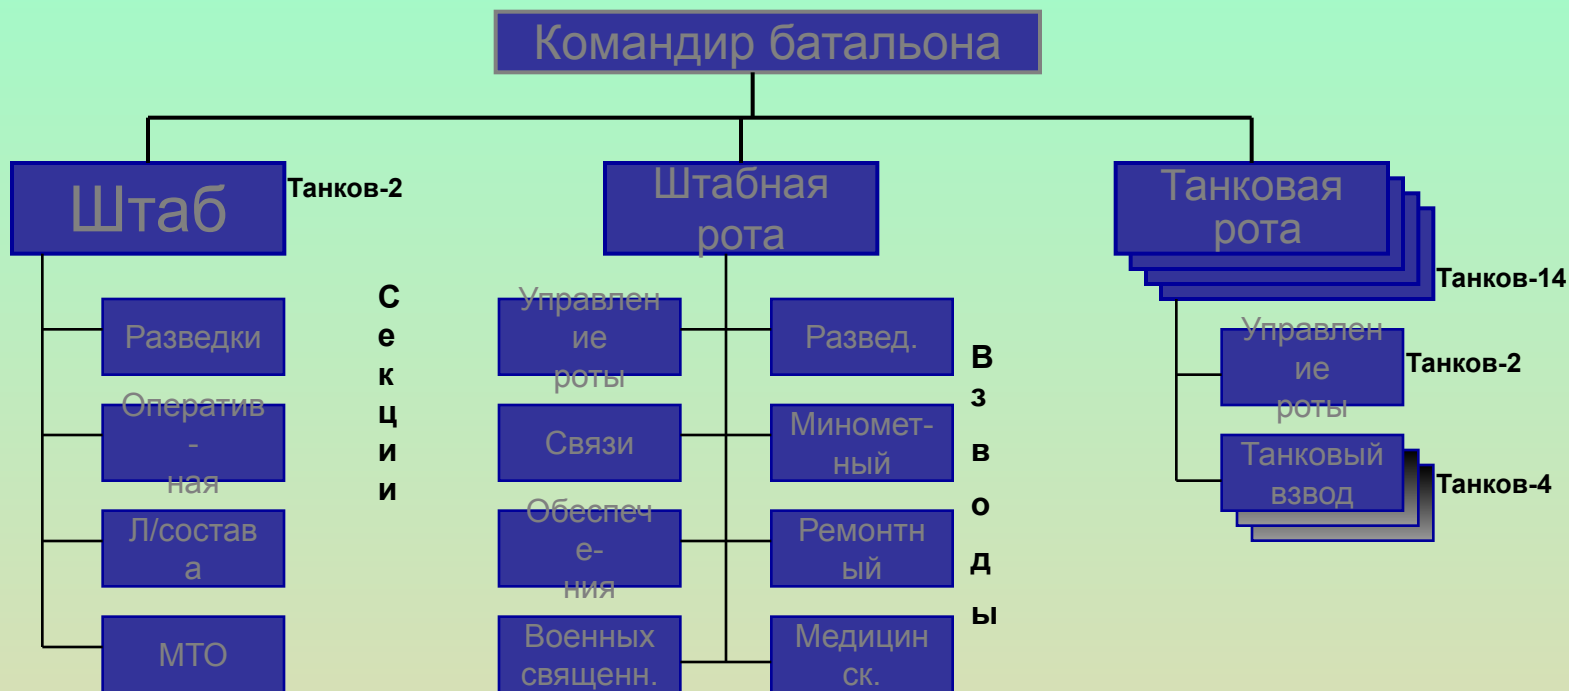 Командир батальона
Штаб
Танков-2
Разведки
Оператив
-
ная
Л/состав
а
МТО
Секции
Штабная
рота
Управлен
ие
роты
Развед.
Связи
Миномет-
ный
Обеспеч
е-
ния
Ремонтн
ый
Военных
священн.
Медицин
ск.
Взводы
Танковая
рота
Танков-14
Управлен
ие
роты
Танков-2
Танковый
взвод
Танков-4